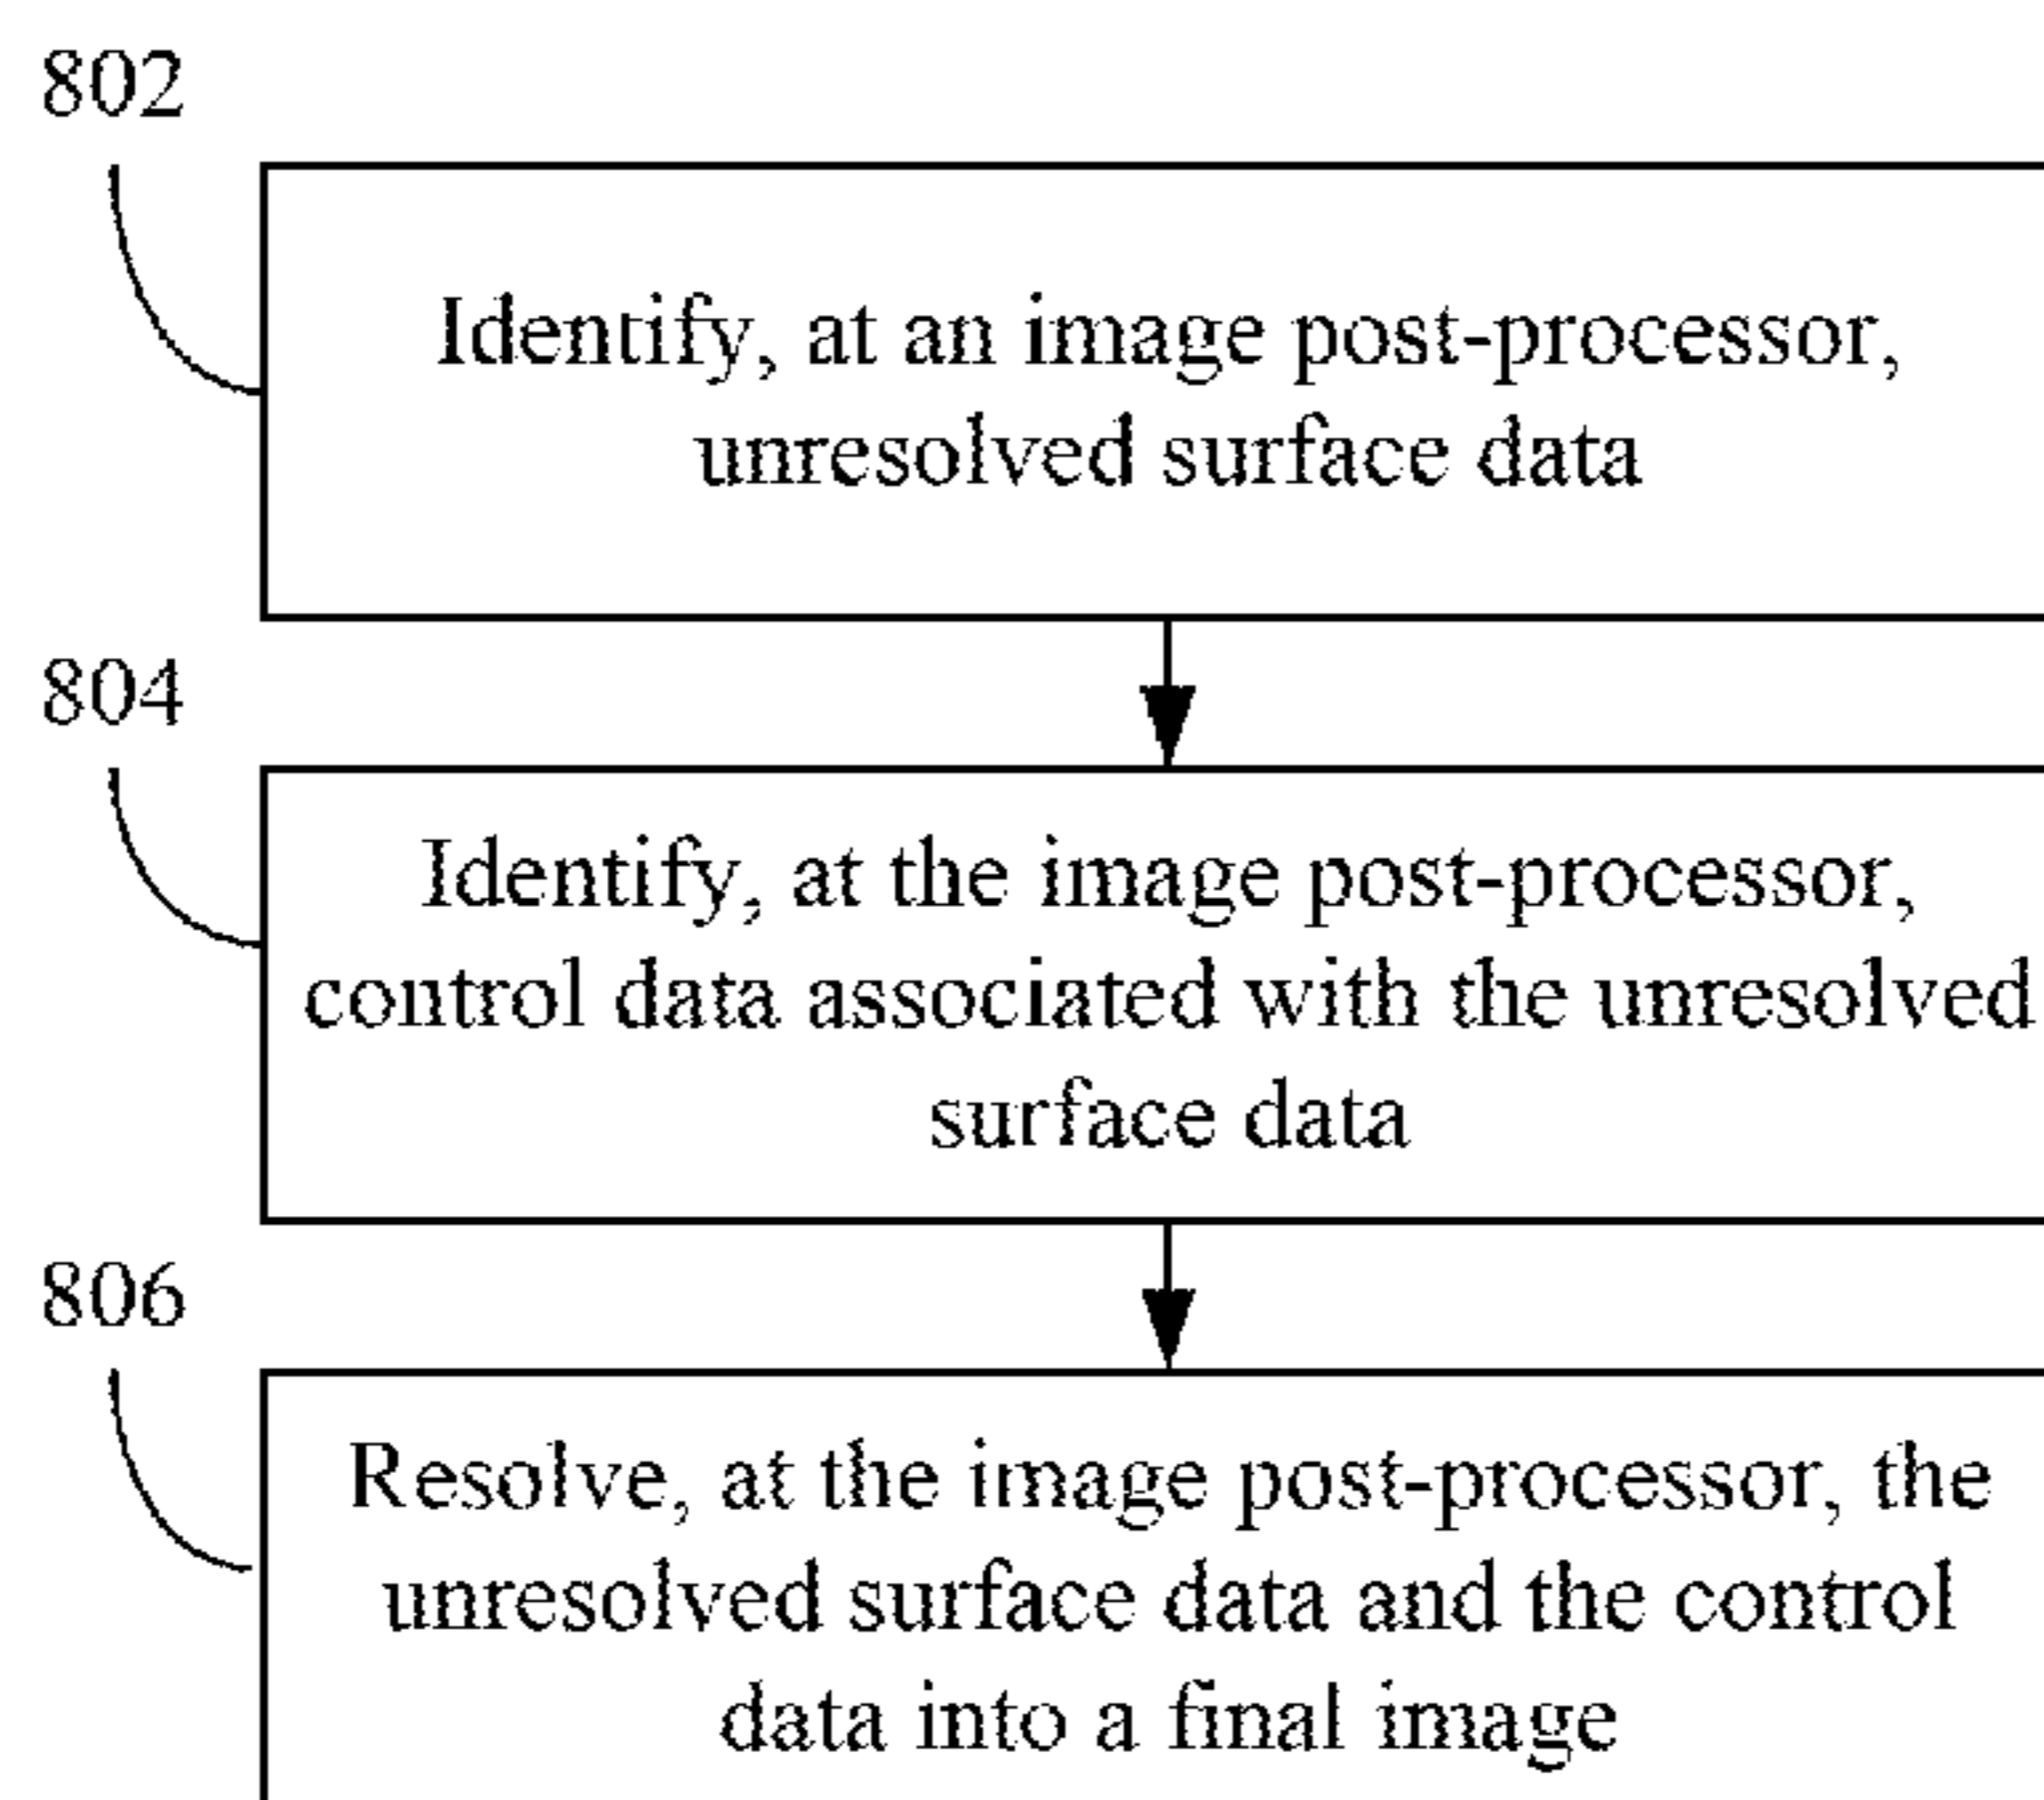 802
Identify, at an image post-processor,
unresolved surface data
804
Identify, at the image post-processor,
control data associated with the unresolved
surface data
806
Resolve, at the image post-processor, the
unresolved surface data and the control
data into a final image